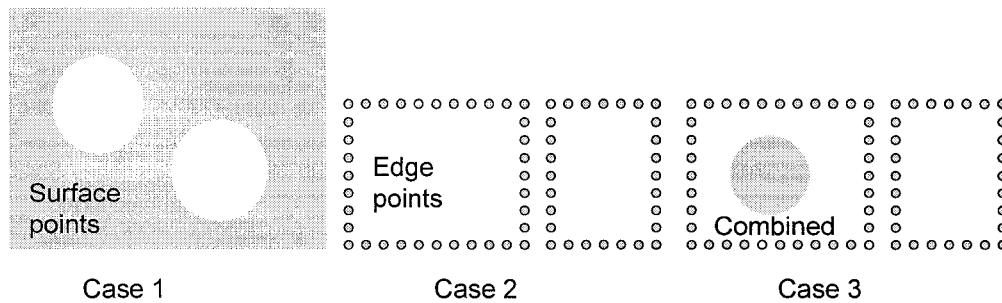 Surface
points
Edge
points
Combined
Case 1
Case 2
Case 3